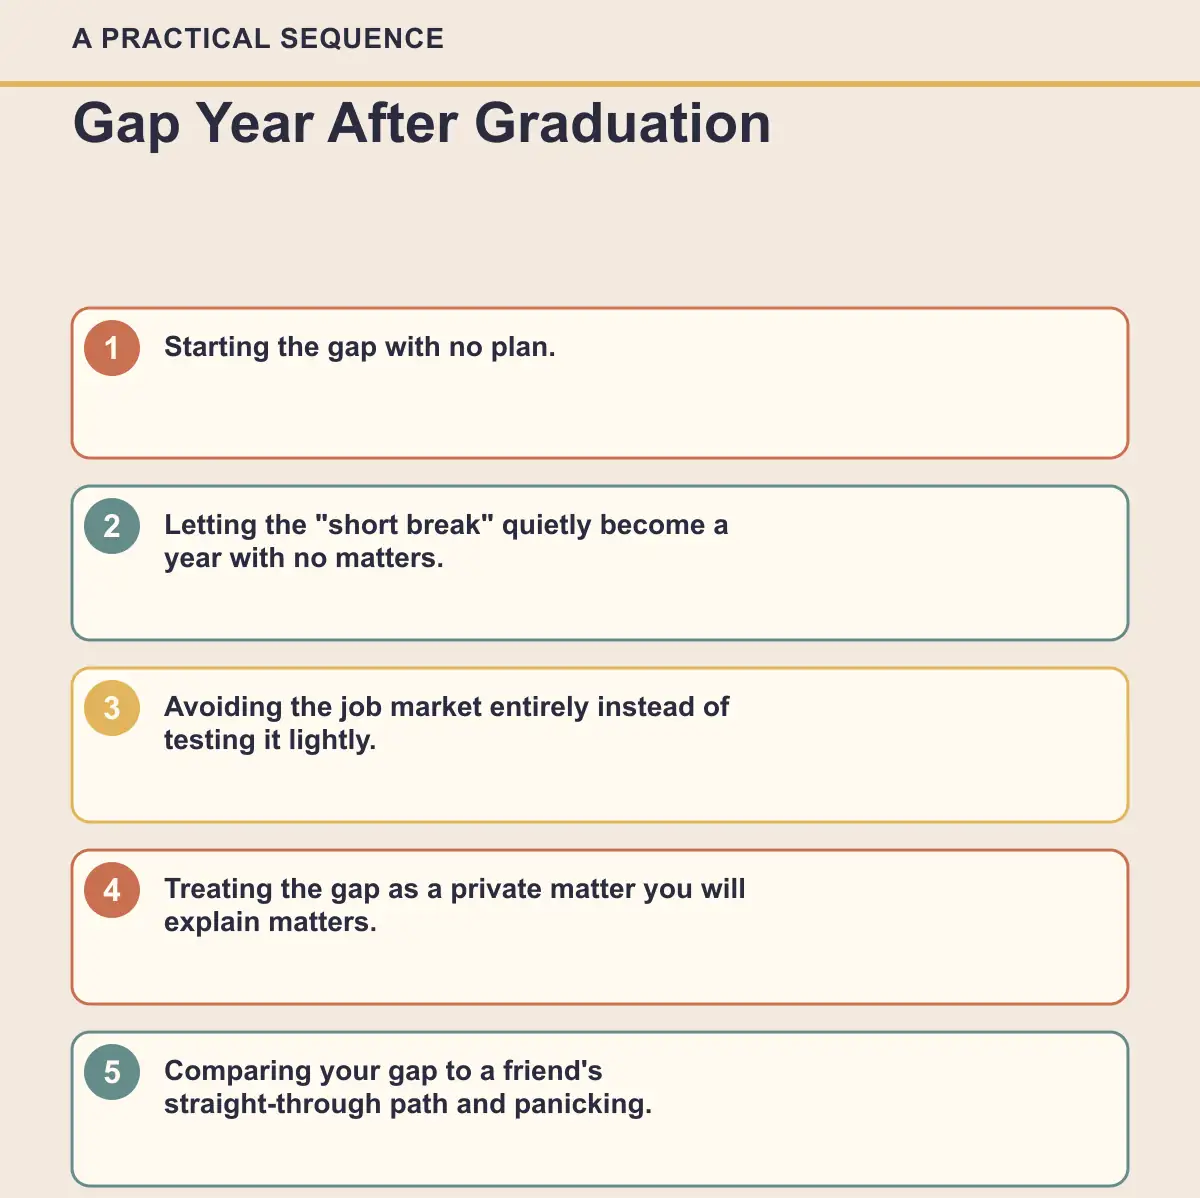 A PRACTICAL SEQUENCE
Gap Year After Graduation
1
Starting the gap with no plan.
2
Letting the "short break" quietly become a
year with no matters.
3
Avoiding the job market entirely instead of
testing it lightly.
4
Treating the gap as a private matter you will
explain matters.
5
Comparing your gap to a friend's
straight-through path and panicking.